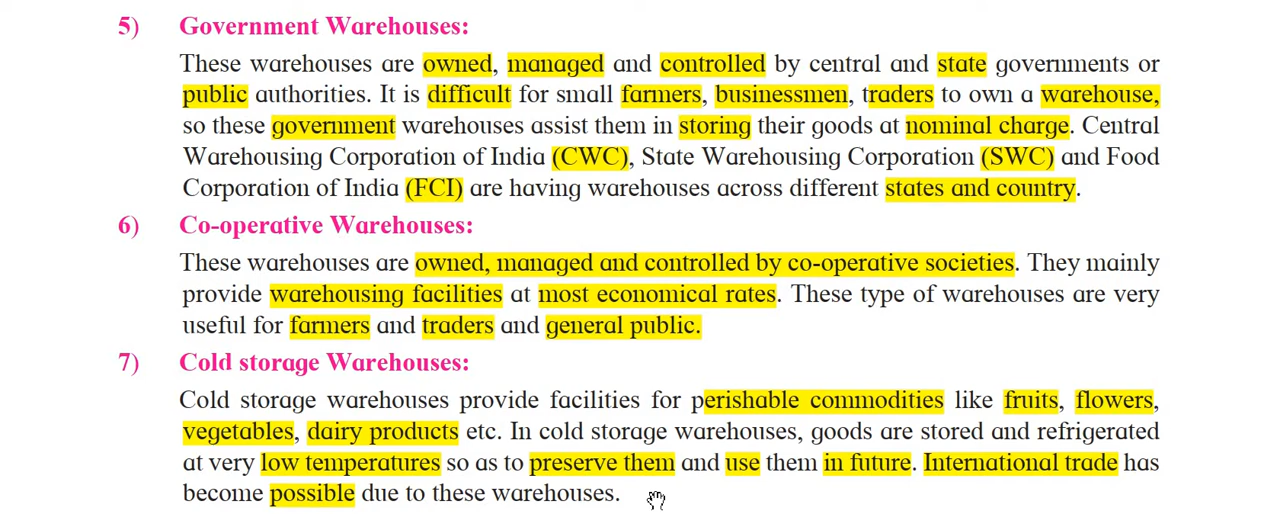 5) Government Warehouses:
These warehouses are owned, managed and controlled by central and state governments or
public authorities. It is difficult for small farmers, businessmen, traders to own a warehouse,
so these government warehouses assist them in storing their goods at nominal charge. Central
Warehousing Corporation of India (CWC), State Warehousing Corporation (SWC) and Food
Corporation of India (FCI) are having warehouses across different states and country.
6) Co-operative Warehouses:
These warehouses are owned, managed and controlled by co-operative societies. They mainly
provide warehousing facilities at most economical rates. These type of warehouses are very
useful for farmers and traders and general public.
7) Cold storage Warehouses:
Cold storage warehouses provide facilities for perishable commodities like fruits, flowers,
vegetables, dairy products etc. In cold storage warehouses, goods are stored and refrigerated
at very low temperatures so as to preserve them and use them in future. International trade has
become possible due to these warehouses.